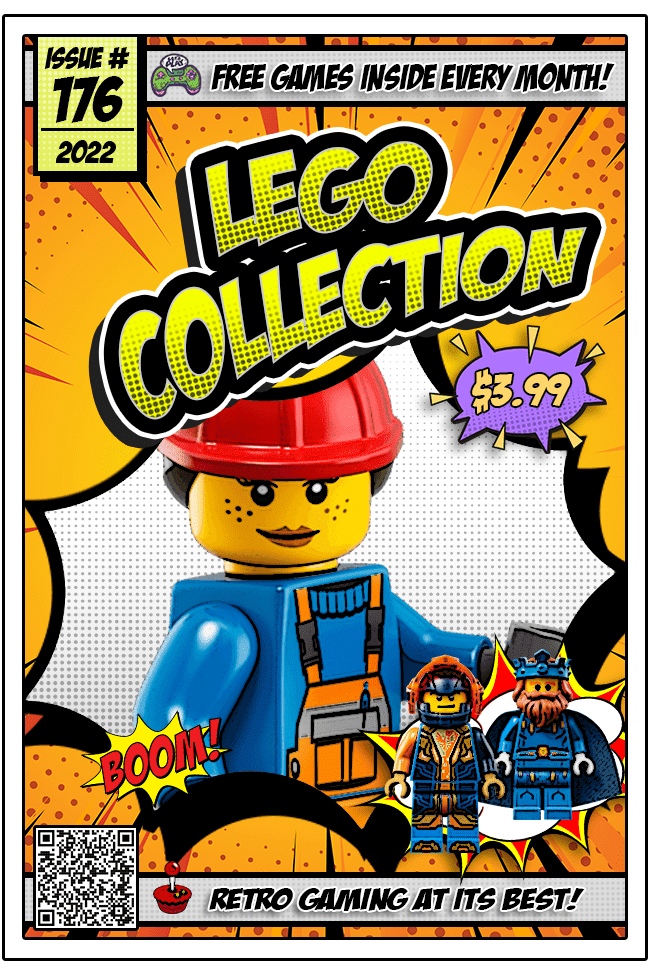 ISSUE #
176
2022
FREE GAMES INSIDE EVERY MONTH!
LEGO
COLLECTION
$3.99
BOOM!
RETRO GAMING AT ITS BEST!